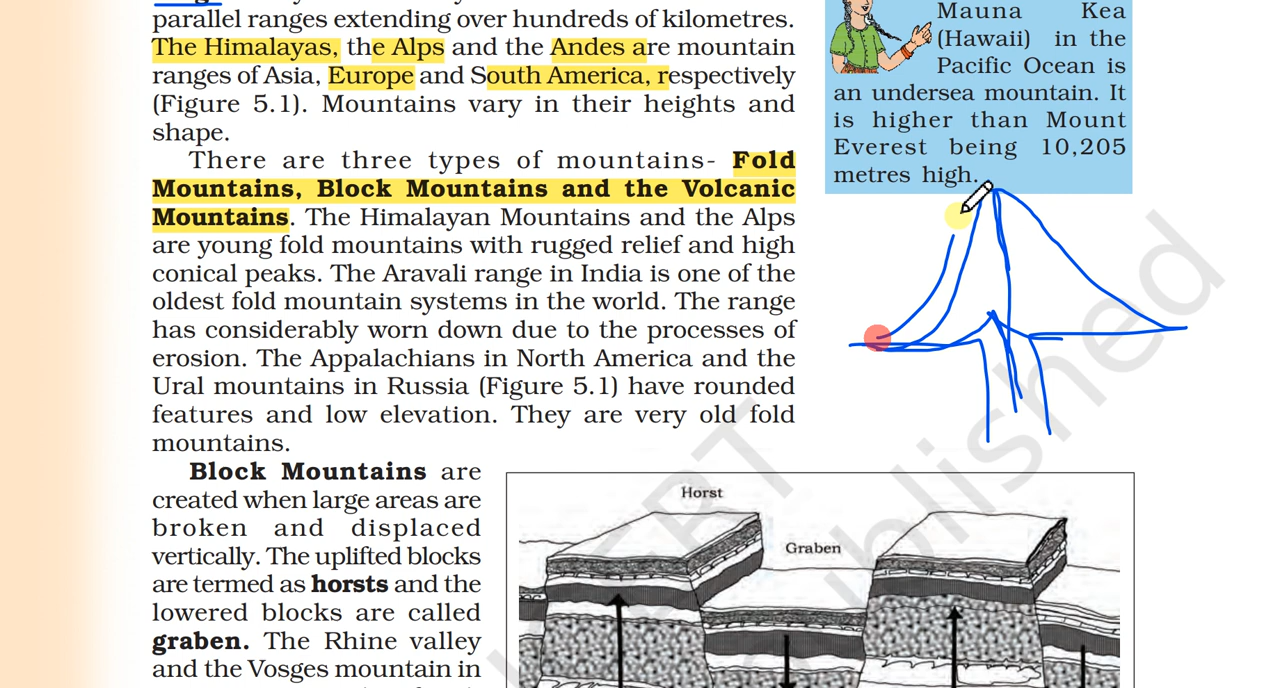 parallel ranges extending over hundreds of kilometres.
The Himalayas, the Alps and the Andes are mountain
ranges of Asia, Europe and South America, respectively
(Figure 5.1). Mountains vary in their heights and
shape.
There are three types of mountains- Fold
Mountains, Block Mountains and the Volcanic
Mountains. The Himalayan Mountains and the Alps
are young fold mountains with rugged relief and high
conical peaks. The Aravali range in India is one of the
oldest fold mountain systems in the world. The range
has considerably worn down due to the processes of
erosion. The Appalachians in North America and the
Ural mountains in Russia (Figure 5.1) have rounded
features and low elevation. They are very old fold
mountains.
Block Mountains are
created when large areas are
broken and displaced
vertically. The uplifted blocks
are termed as horsts and the
lowered blocks are called
graben. The Rhine valley
and the Vosges mountain in
Mauna Kea
(Hawaii) in the
Pacific Ocean is
an undersea mountain. It
is higher than Mount
Everest being 10,205
metres high.
Horst
Graben